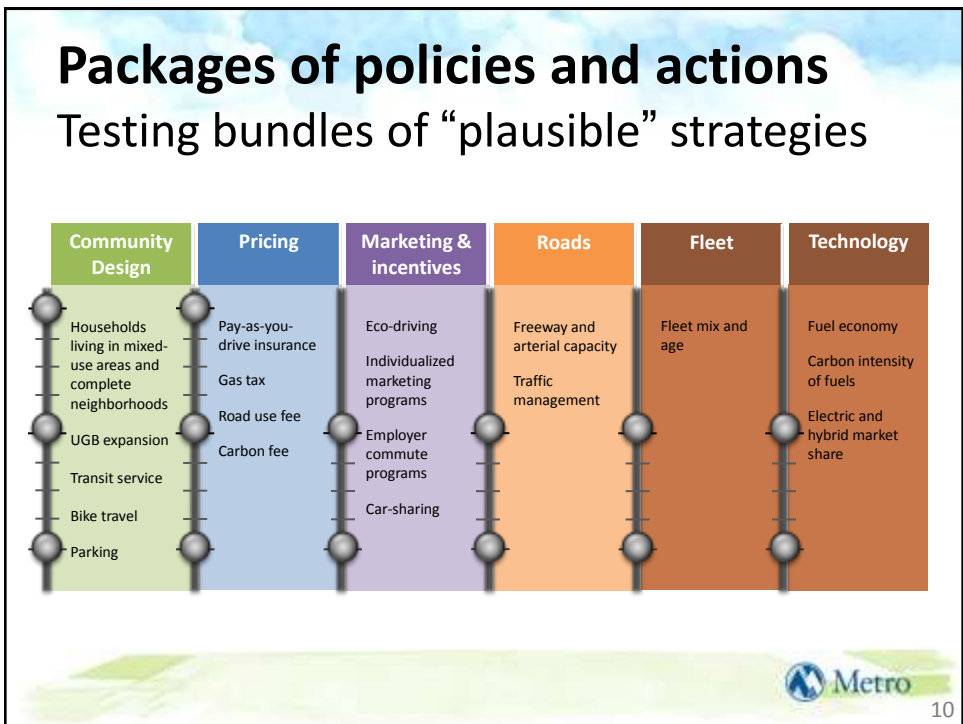 Packages of policies and actions
Testing bundles of “plausible” strategies
Community
Design
Households
living in mixed-
use areas and
complete
neighborhoods
UGB expansion
Transit service
Bike travel
Parking
Pricing
Pay-as-you-
drive insurance
Gas tax
Road use fee
Carbon fee
Marketing &
incentives
Eco-driving
Individualized
marketing
programs
Employer
commute
programs
Car-sharing
Roads
Freeway and
arterial capacity
Traffic
management
Fleet
Fleet mix and
age
Technology
Fuel economy
Carbon intensity
of fuels
Electric and
hybrid market
share
Metro
10